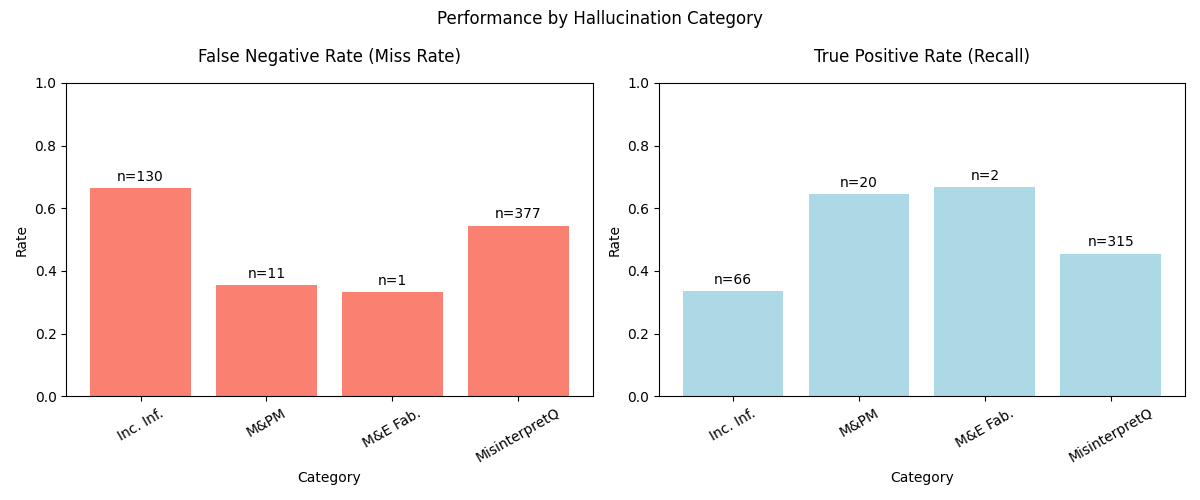 Performance by Hallucination Category
False Negative Rate (Miss Rate)
1.0
0.8
0.6
0.4
0.2
0.0
Rate
n=130
n=11
n=1
n=377
Inc. Inf.
M&PM
M&E Fab.
MisinterpretQ
Category
True Positive Rate (Recall)
1.0
0.8
0.6
0.4
0.2
0.0
Rate
n=66
n=20
n=2
n=315
Inc. Inf.
M&PM
M&E Fab.
MisinterpretQ
Category